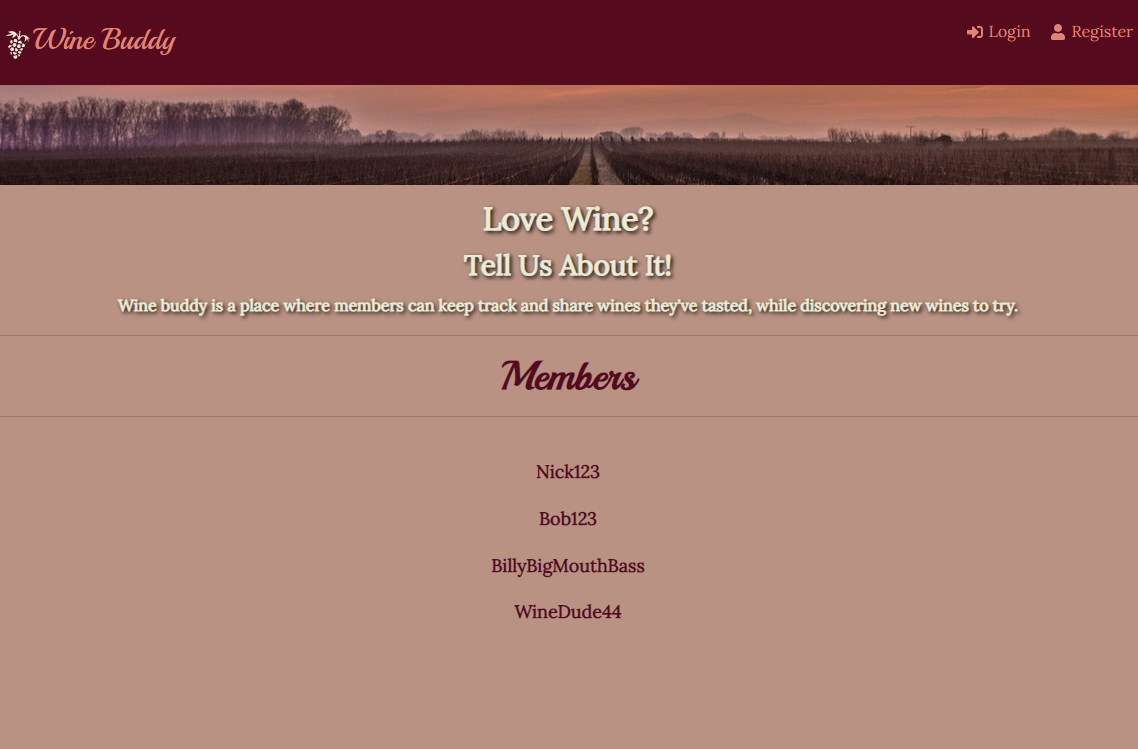 Wine Buddy
Login
Register
Love Wine?
Tell Us About It!
Wine buddy is a place where members can keep track and share wines they've tasted, while discovering new wines to try.
Members
Nick123
Bob123
BillyBigMouthBass
WineDude44